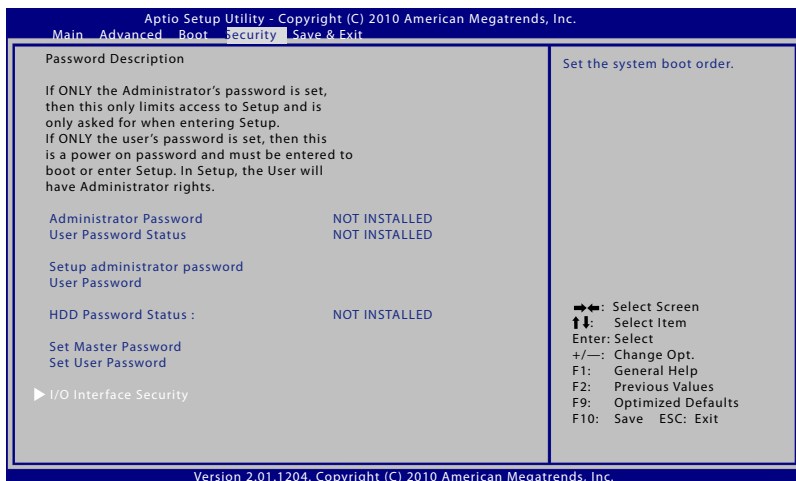 Aptio Setup Utility - Copyright (C) 2010 American Megatrends, Inc.
Main Advanced Boot Security Save & Exit
Password Description
If ONLY the Administrator's password is set,
then this only limits access to Setup and is
only asked for when entering Setup.
If ONLY the user's password is set, then this
is a power on password and must be entered to
boot or enter Setup. In Setup, the User will
have Administrator rights.
Administrator Password NOT INSTALLED
User Password Status NOT INSTALLED
Setup administrator password
User Password
HDD Password Status : NOT INSTALLED
Set Master Password
Set User Password
I/O Interface Security
Set the system boot order.
→←: Select Screen
↑↓: Select Item
Enter: Select
+/—: Change Opt.
F1: General Help
F2: Previous Values
F9: Optimized Defaults
F10: Save ESC: Exit
Version 2.01.1204. Copyright (C) 2010 American Megatrends, Inc.